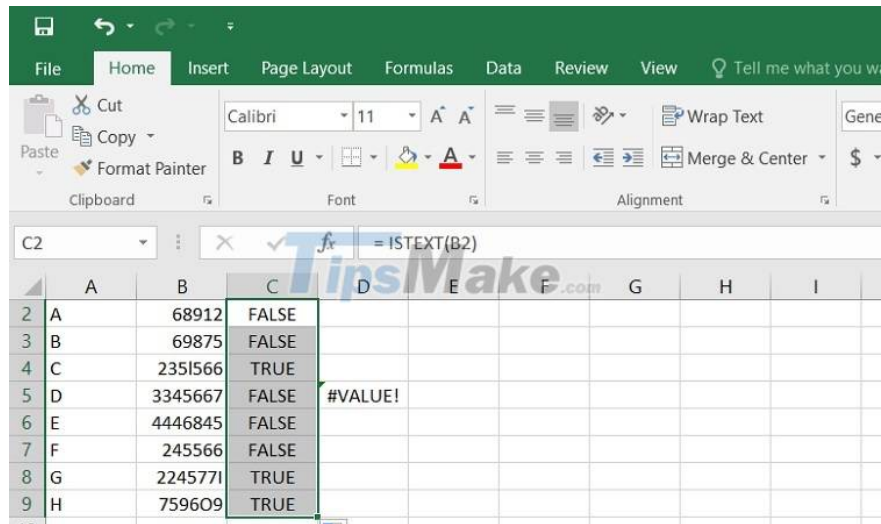 File Home Insert Page Layout Formulas Data Review View Tell me what you wa
Cut
Copy
Paste
Format Painter
Calibri 11 A A
B I U A
Wrap Text
Merge & Center
Gene
$
Clipboard Font Alignment
C2 fx = ISTEXT(B2)
TipsMake.com
A B C D E F G H I
2 A 68912 FALSE
3 B 69875 FALSE
4 C 235l566 TRUE
5 D 3345667 FALSE #VALUE!
6 E 4446845 FALSE
7 F 245566 FALSE
8 G 224577I TRUE
9 H 7596O9 TRUE